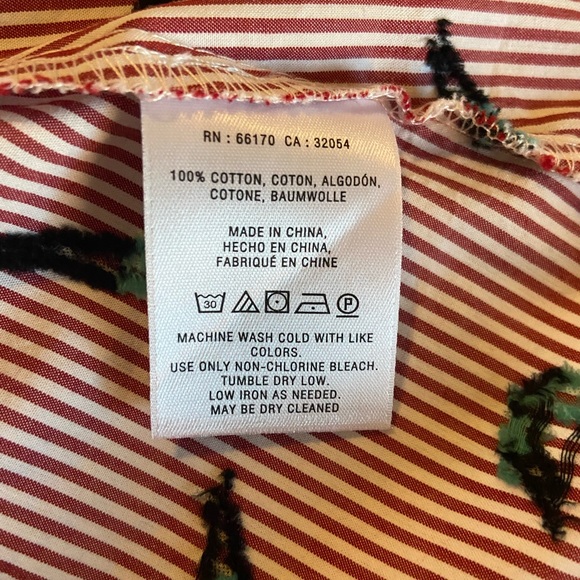 RN : 66170 CA : 32054
100% COTTON, COTON, ALGODÓN,
COTONE, BAUMWOLLE
MADE IN CHINA,
HECHO EN CHINA,
FABRIQUÉ EN CHINE
30 P
MACHINE WASH COLD WITH LIKE
COLORS.
USE ONLY NON-CHLORINE BLEACH.
TUMBLE DRY LOW.
LOW IRON AS NEEDED.
MAY BE DRY CLEANED